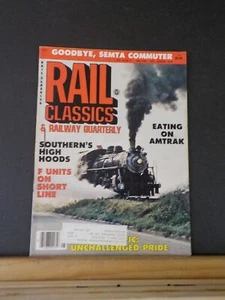 GOODBYE, SEMTA COMMUTER
RAIL
CLASSICS
& RAILWAY QUARTERLY
SOUTHERN'S
HIGH
HOODS
EATING ON
AMTRAK
F UNITS ON
SHORT
LINE
IC:
UNCHALLENGED PRIDE